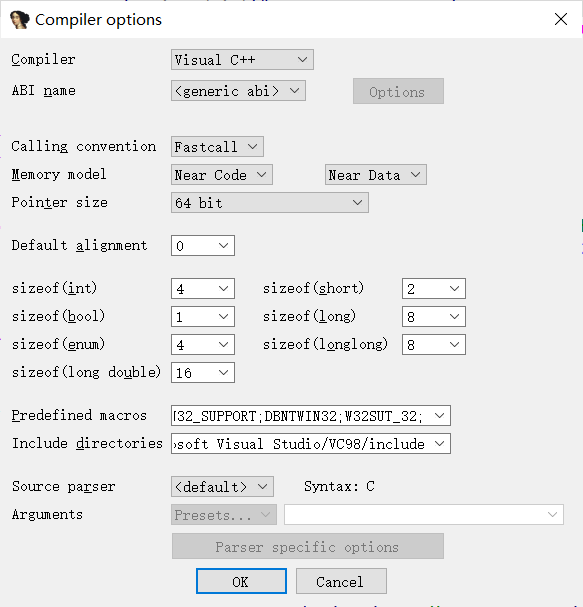 Compiler options
Compiler Visual C++
ABI name <generic abi> Options
Calling convention Fastcall
Memory model Near Code Near Data
Pointer size 64 bit
Default alignment 0
sizeof(int) 4 sizeof(short) 2
sizeof(bool) 1 sizeof(long) 8
sizeof(enum) 4 sizeof(longlong) 8
sizeof(long double) 16
Predefined macros 32_SUPPORT;DBNTWIN32;W32SUT_32;
Include directories soft Visual Studio/VC98/include
Source parser <default> Syntax: C
Arguments Presets...
Parser specific options
OK Cancel